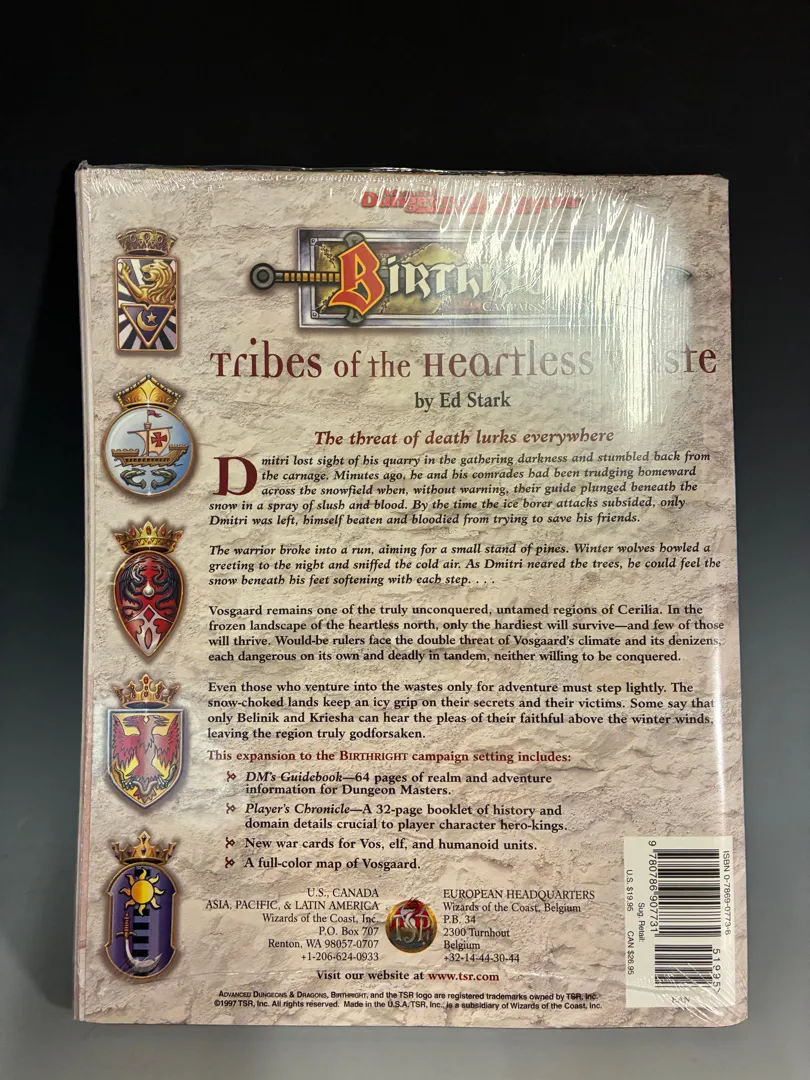 BIRTHRI
CAMPAIGN
Tribes of the Heartless
by Ed Stark
The threat of death lurks everywhere
Dmitri lost sight of his quarry in the gathering darkness and stumbled back from
the carnage. Minutes ago, he and his comrades had been trudging homeward
across the snowfield when, without warning, their guide plunged beneath the
snow in a spray of slush and blood. By the time the ice borer attacks subsided, only
Dmitri was left, himself beaten and bloodied from trying to save his friends.
The warrior broke into a run, aiming for a small stand of pines. Winter wolves howled a
greeting to the night and sniffed the cold air. As Dmitri neared the trees, he could feel the
snow beneath his feet softening with each step. . . .
Vosgaard remains one of the truly unconquered, untamed regions of Cerilia. In the
frozen landscape of the heartless north, only the hardiest will survive—and few of those
will thrive. Would-be rulers face the double threat of Vosgaard's climate and its denizens,
each dangerous on its own and deadly in tandem, neither willing to be conquered.
Even those who venture into the wastes only for adventure must step lightly. The
snow-choked lands keep an icy grip on their secrets and their victims. Some say that
only Belinik and Kriesha can hear the pleas of their faithful above the winter winds,
leaving the region truly godforsaken.
This expansion to the BIRTHRIGHT campaign setting includes:
DM's Guidebook—64 pages of realm and adventure
information for Dungeon Masters.
Player's Chronicle—A 32-page booklet of history and
domain details crucial to player character hero-kings.
New war cards for Vos, elf, and humanoid units.
A full-color map of Vosgaard.
U.S., CANADA
ASIA, PACIFIC, & LATIN AMERICA
Wizards of the Coast, Inc.
P.O. Box 707
Renton, WA 98057-0707
+1-206-624-0933
TSR
EUROPEAN HEADQUARTERS
Wizards of the Coast, Belgium
P.B. 34
2300 Turnhout
Belgium
+32-14-44-30-44
Visit our website at www.tsr.com
ADVANCED DUNGEONS & DRAGONS, BIRTHRIGHT, and the TSR logo are registered trademarks owned by TSR, Inc.
©1997 TSR, Inc. All rights reserved. Made in the U.S.A. TSR, Inc., is a subsidiary of Wizards of the Coast, Inc.
ISBN 0-7869-0773-6
9 780786 907731
51995
EAN
Sug. Retail:
U.S. $19.95 CAN $26.95